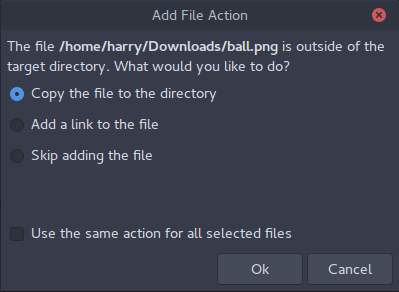 Add File Action
The file /home/harry/Downloads/ball.png is outside of the
target directory. What would you like to do?
Copy the file to the directory
Add a link to the file
Skip adding the file
Use the same action for all selected files
Ok Cancel